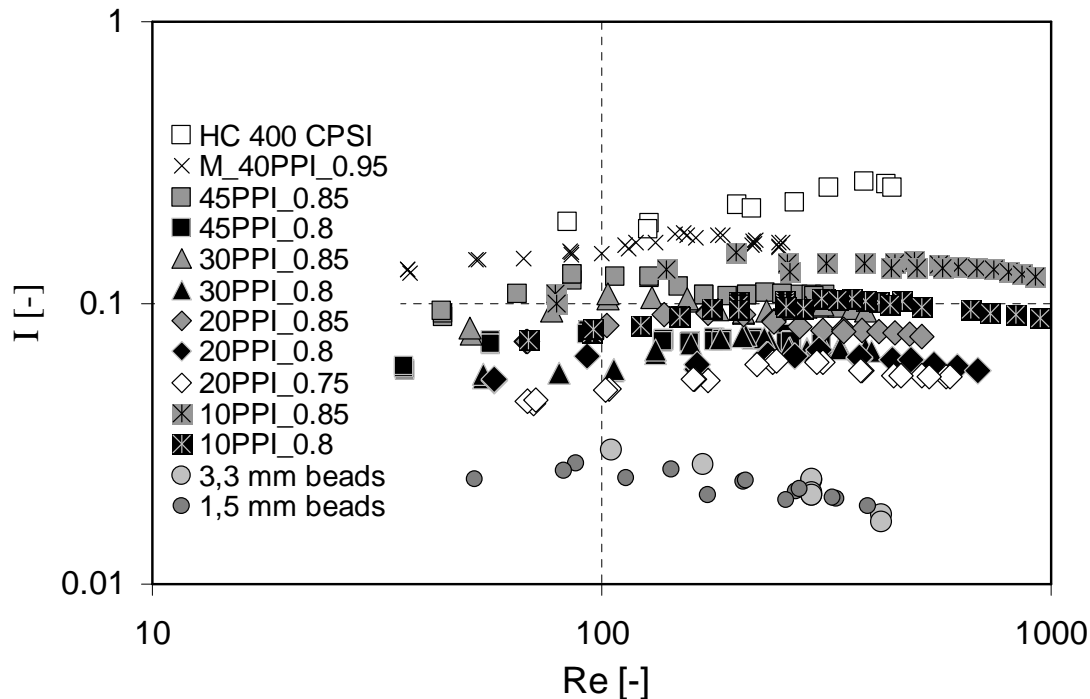 1
HC 400 CPSI
M_40PPI_0.95
45PPI_0.85
45PPI_0.8
30PPI_0.85
30PPI_0.8
20PPI_0.85
20PPI_0.8
20PPI_0.75
10PPI_0.85
10PPI_0.8
3,3 mm beads
1,5 mm beads
I [-]
0.1
0.01
10 100 1000
Re [-]